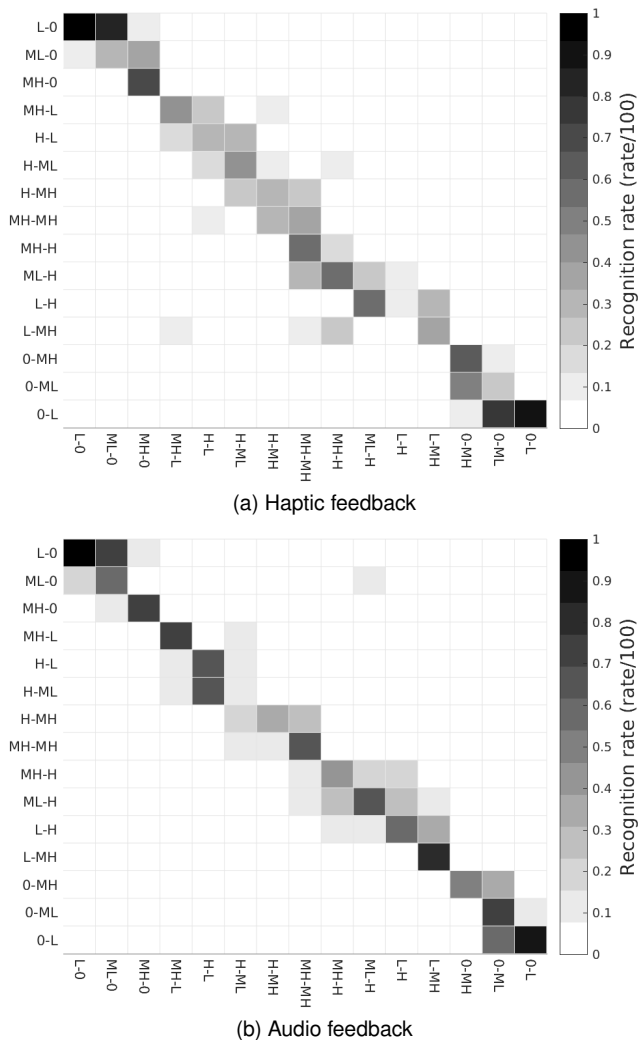 L-0
ML-0
MH-0
MH-L
H-L
H-ML
H-MH
MH-MH
MH-H
ML-H
L-H
L-MH
0-MH
0-ML
0-L
L-0
ML-0
MH-0
MH-L
H-L
H-ML
H-MH
MH-MH
MH-H
ML-H
L-H
L-MH
0-MH
0-ML
0-L
1
0.9
0.8
0.7
0.6
0.5
0.4
0.3
0.2
0.1
0
Recognition rate (rate/100)
(a) Haptic feedback
L-0
ML-0
MH-0
MH-L
H-L
H-ML
H-MH
MH-MH
MH-H
ML-H
L-H
L-MH
0-MH
0-ML
0-L
L-0
ML-0
MH-0
MH-L
H-L
H-ML
H-MH
MH-MH
MH-H
ML-H
L-H
L-MH
0-MH
0-ML
0-L
1
0.9
0.8
0.7
0.6
0.5
0.4
0.3
0.2
0.1
0
Recognition rate (rate/100)
(b) Audio feedback